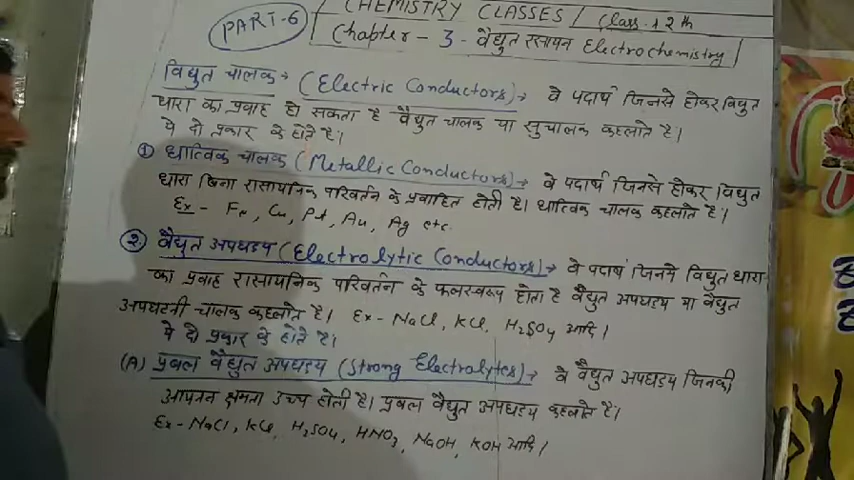 CHEMISTRY CLASSES / Class-12th
PART-6
Chapter-3- वैद्युत रसायन Electrochemistry
विद्युत चालक → (Electric Conductors) → वे पदार्थ जिनसे होकर विद्युत
धारा का प्रवाह हो सकता है वैद्युत चालक या सुचालक कहलाते है।
ये दो प्रकार के होते है।
① धात्विक चालक (Metallic Conductors) → वे पदार्थ जिनसे होकर विद्युत
धारा बिना रासायनिक परिवर्तन के प्रवाहित होती है। धात्विक चालक कहलाते है।
Ex - Fe, Cu, Pt, Au, Ag etc.
② वैद्युत अपघट्य (Electrolytic Conductors) → वे पदार्थ जिनमे विद्युत धारा
का प्रवाह रासायनिक परिवर्तन के फलस्वरूप होता है वैद्युत अपघट्य या वैद्युत
अपघटनी चालक कहलाते है। Ex - NaCl, KCl, H₂SO₄ आदि।
ये दो प्रकार के होते है।
(A) प्रबल वैद्युत अपघट्य (Strong Electrolytes) → वे वैद्युत अपघट्य जिनकी
आयनन क्षमता उच्च होती है। प्रबल वैद्युत अपघट्य कहलाते है।
Ex - NaCl, KCl, H₂SO₄, HNO₃, NaOH, KOH आदि।